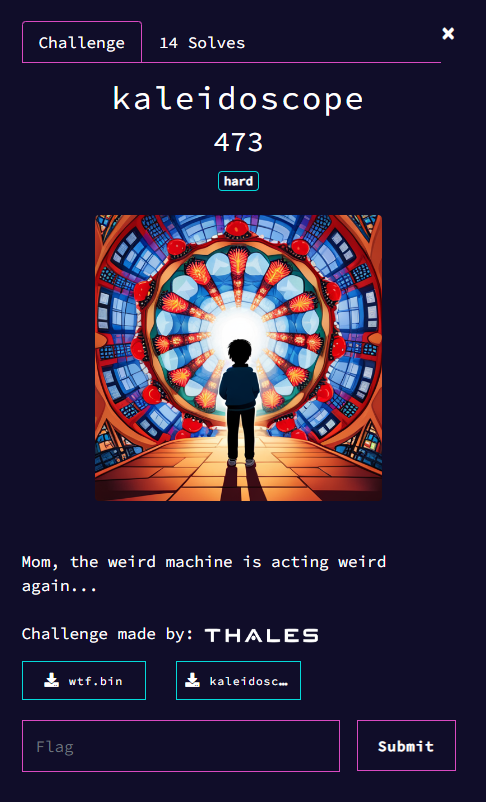 Challenge
14 Solves
×
kaleidoscope
473
hard
Mom, the weird machine is acting weird
again...
Challenge made by: THALES
wtf.bin
kaleidosc…
Flag
Submit